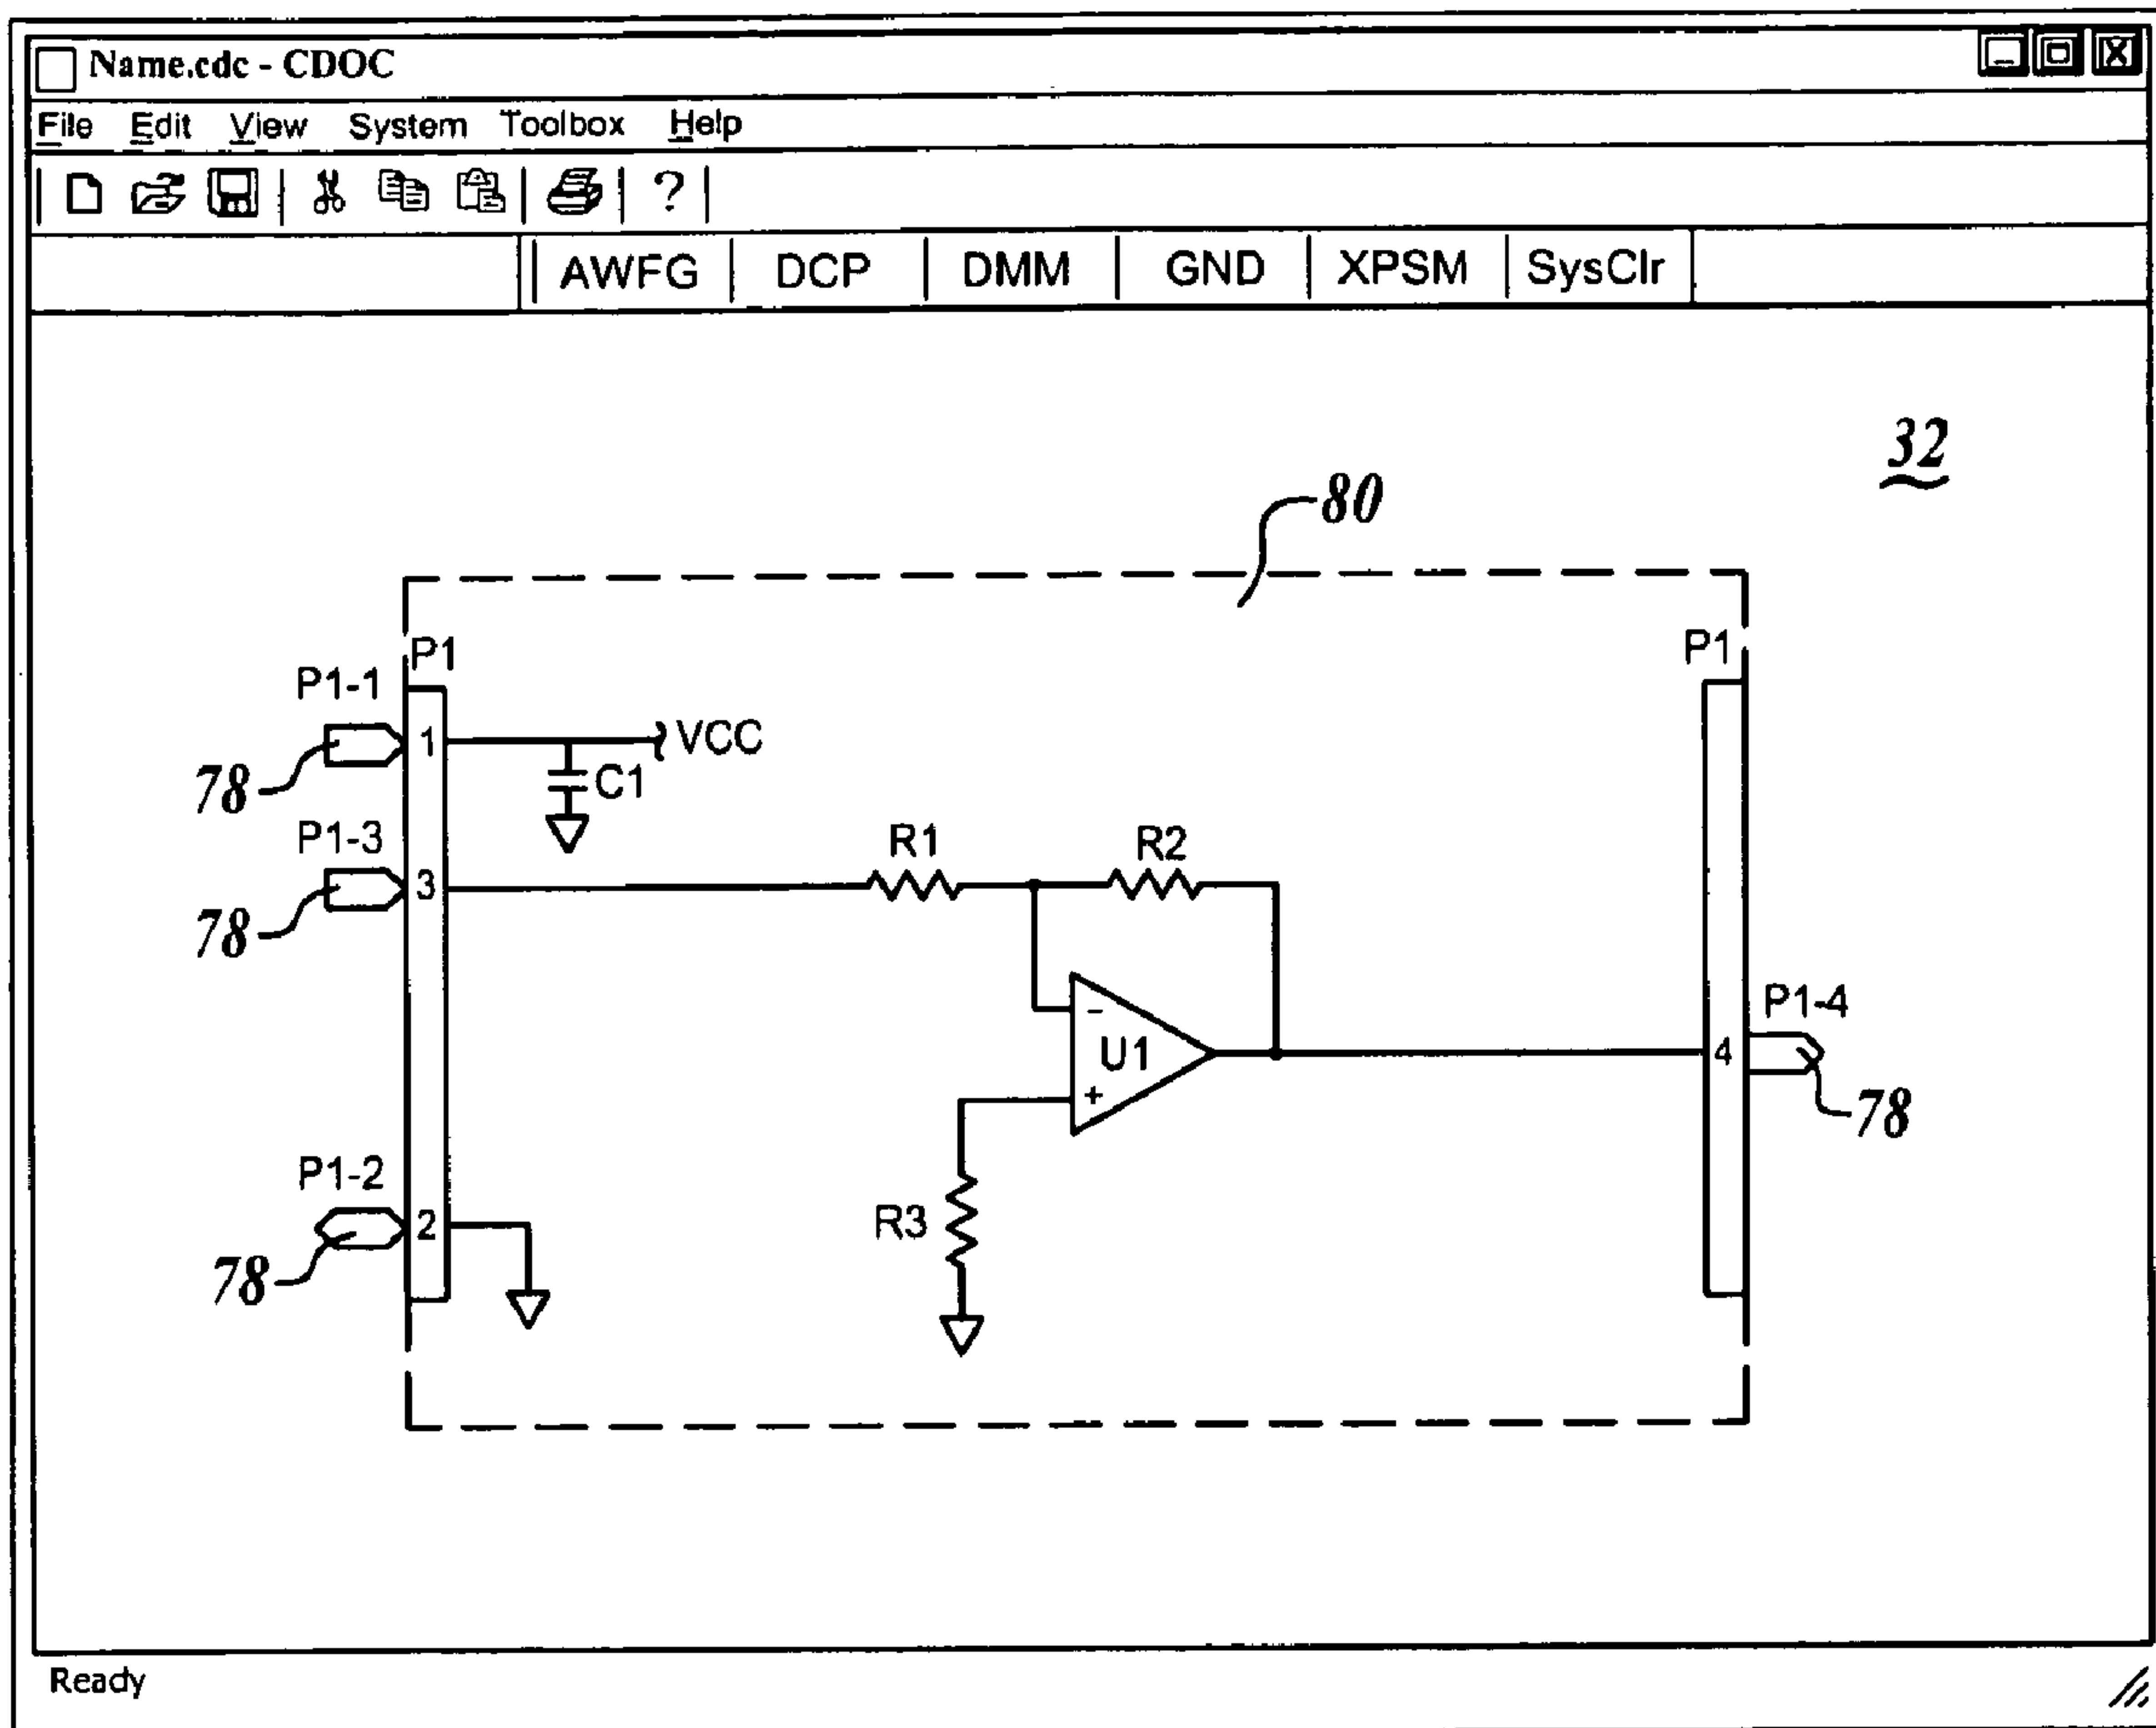 Name.cdc - CDOC
File Edit View System Toolbox Help
?
AWFG DCP DMM GND XPSM SysClr
32
80
P1 P1
P1-1
1 VCC
78 C1
P1-3 R1 R2
3
78
-
P1-4
U1 4
+ 78
P1-2
R3
2
78
Ready